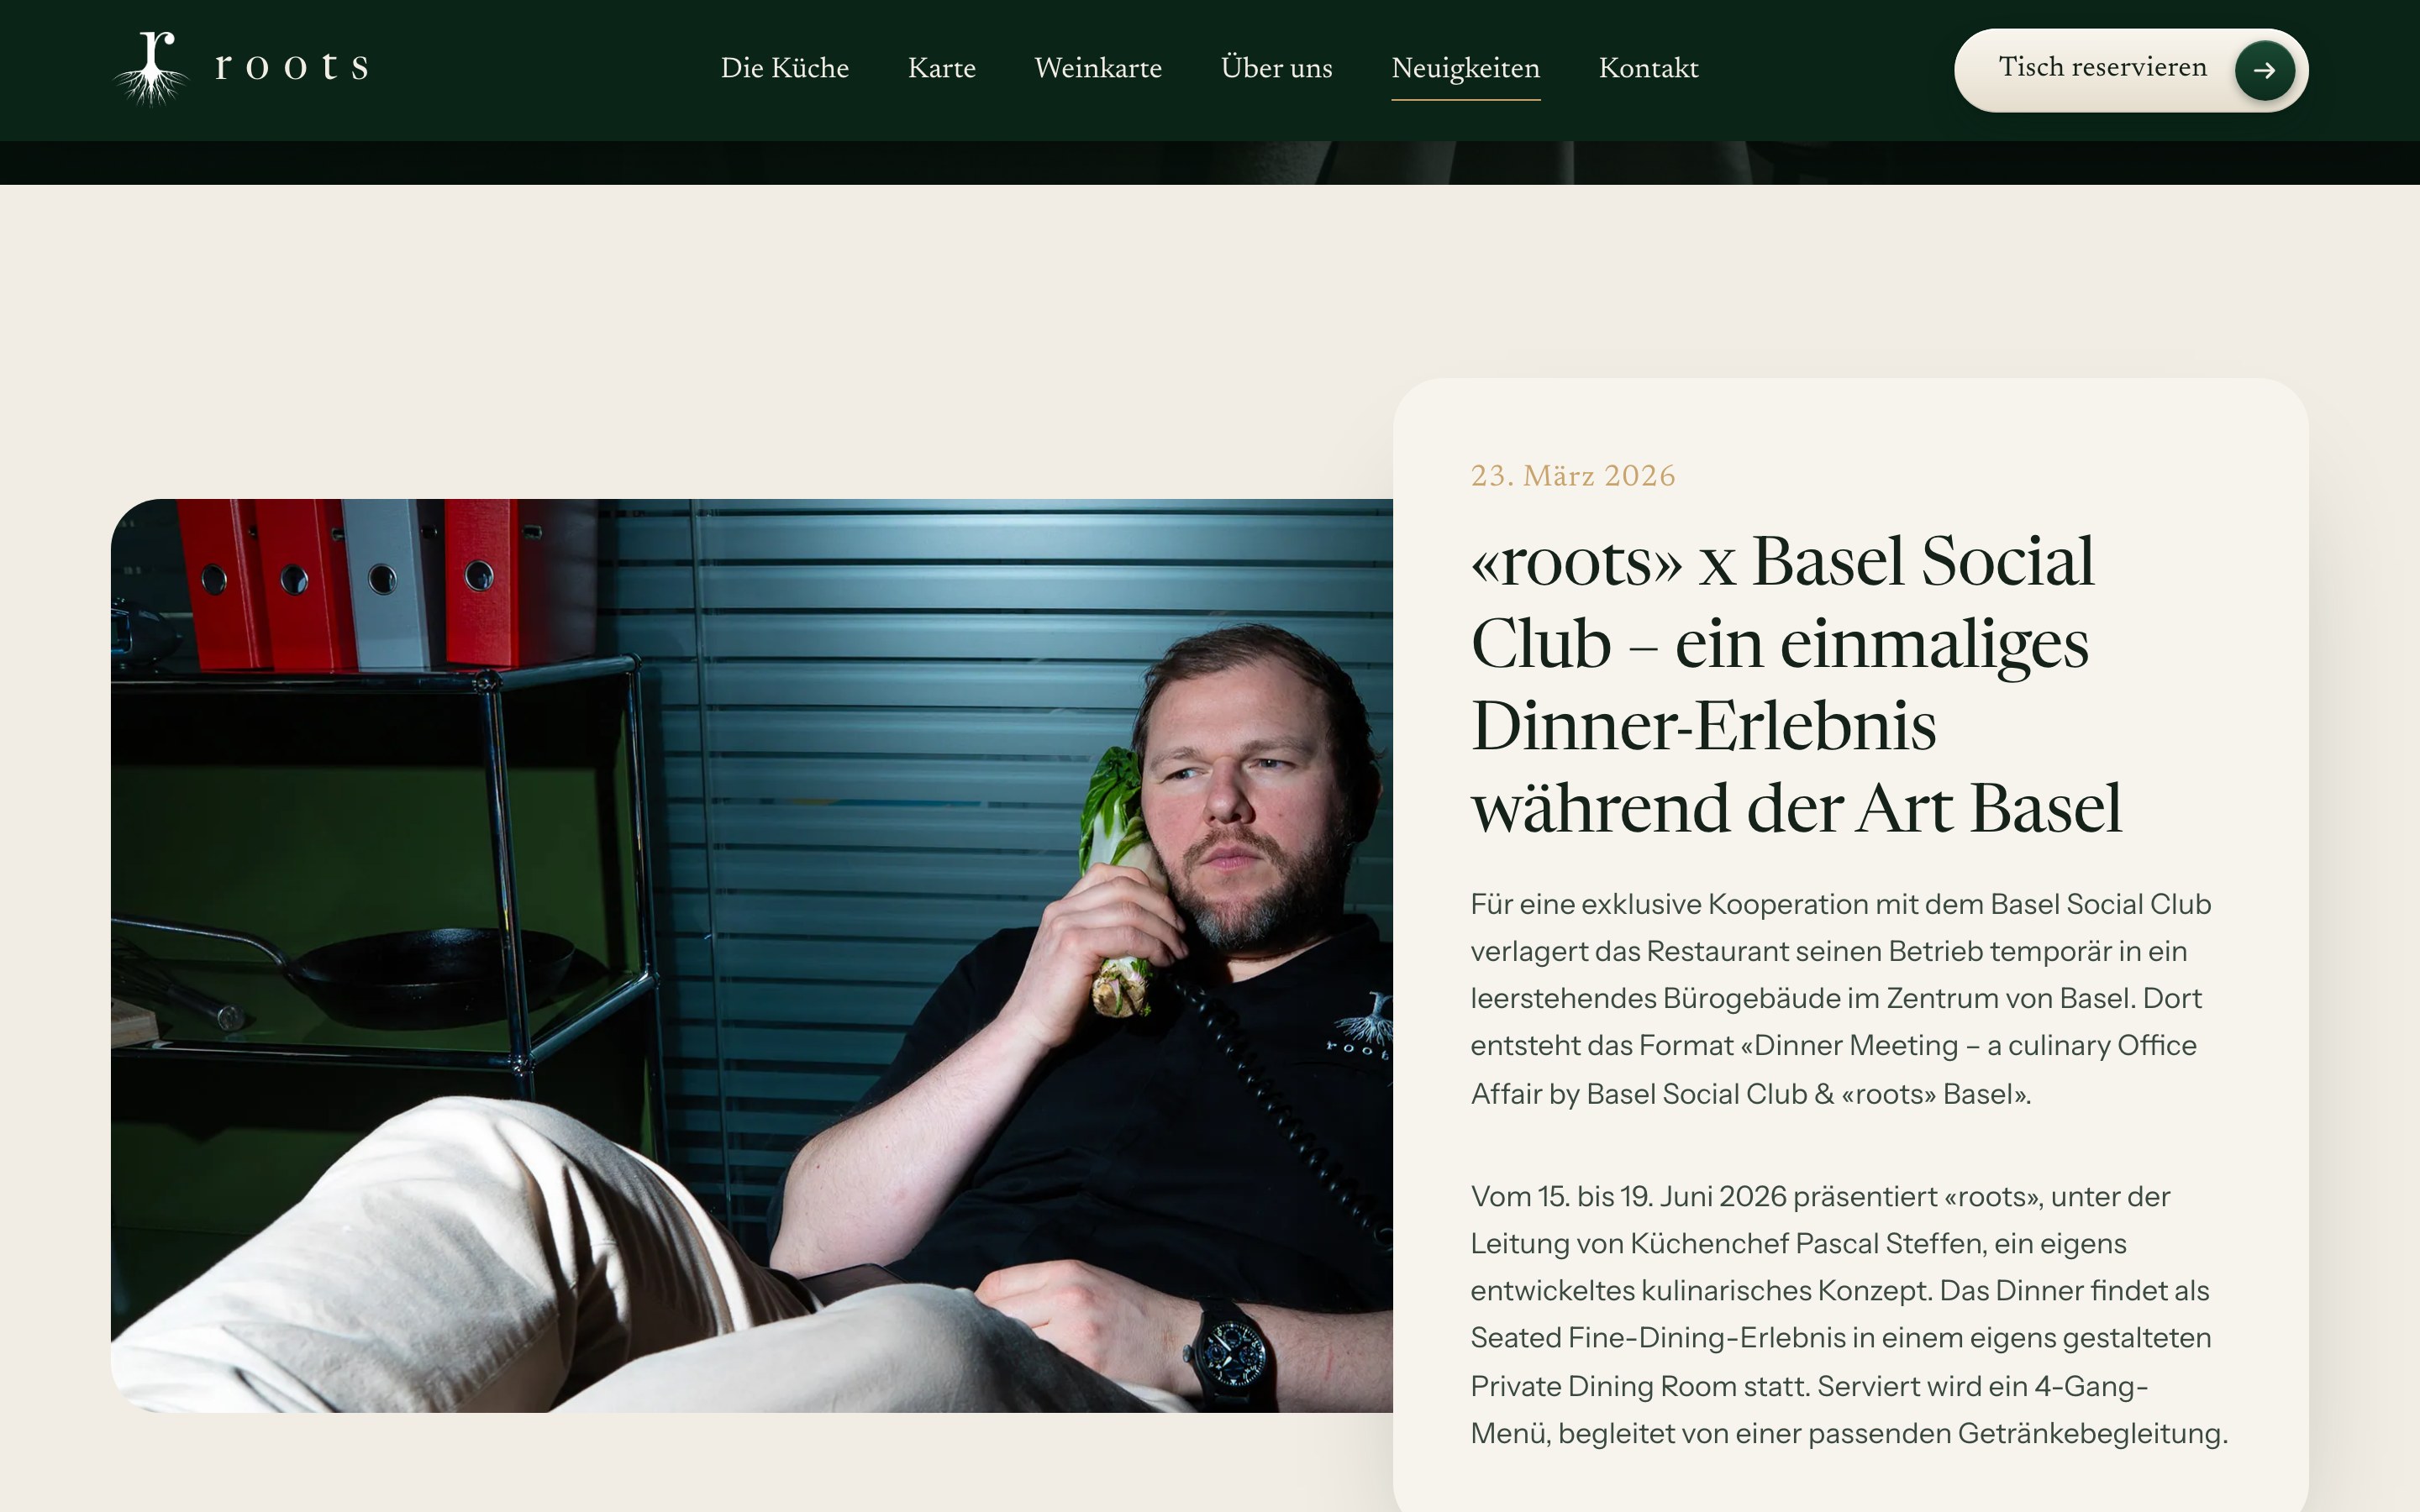 r roots
Die Küche Karte Weinkarte Über uns Neuigkeiten Kontakt
Tisch reservieren
23. März 2026
«roots» x Basel Social
Club – ein einmaliges
Dinner-Erlebnis
während der Art Basel
Für eine exklusive Kooperation mit dem Basel Social Club
verlagert das Restaurant seinen Betrieb temporär in ein
leerstehendes Bürogebäude im Zentrum von Basel. Dort
entsteht das Format «Dinner Meeting – a culinary Office
Affair by Basel Social Club & «roots» Basel».
Vom 15. bis 19. Juni 2026 präsentiert «roots», unter der
Leitung von Küchenchef Pascal Steffen, ein eigens
entwickeltes kulinarisches Konzept. Das Dinner findet als
Seated Fine-Dining-Erlebnis in einem eigens gestalteten
Private Dining Room statt. Serviert wird ein 4-Gang-
Menü, begleitet von einer passenden Getränkebegleitung.